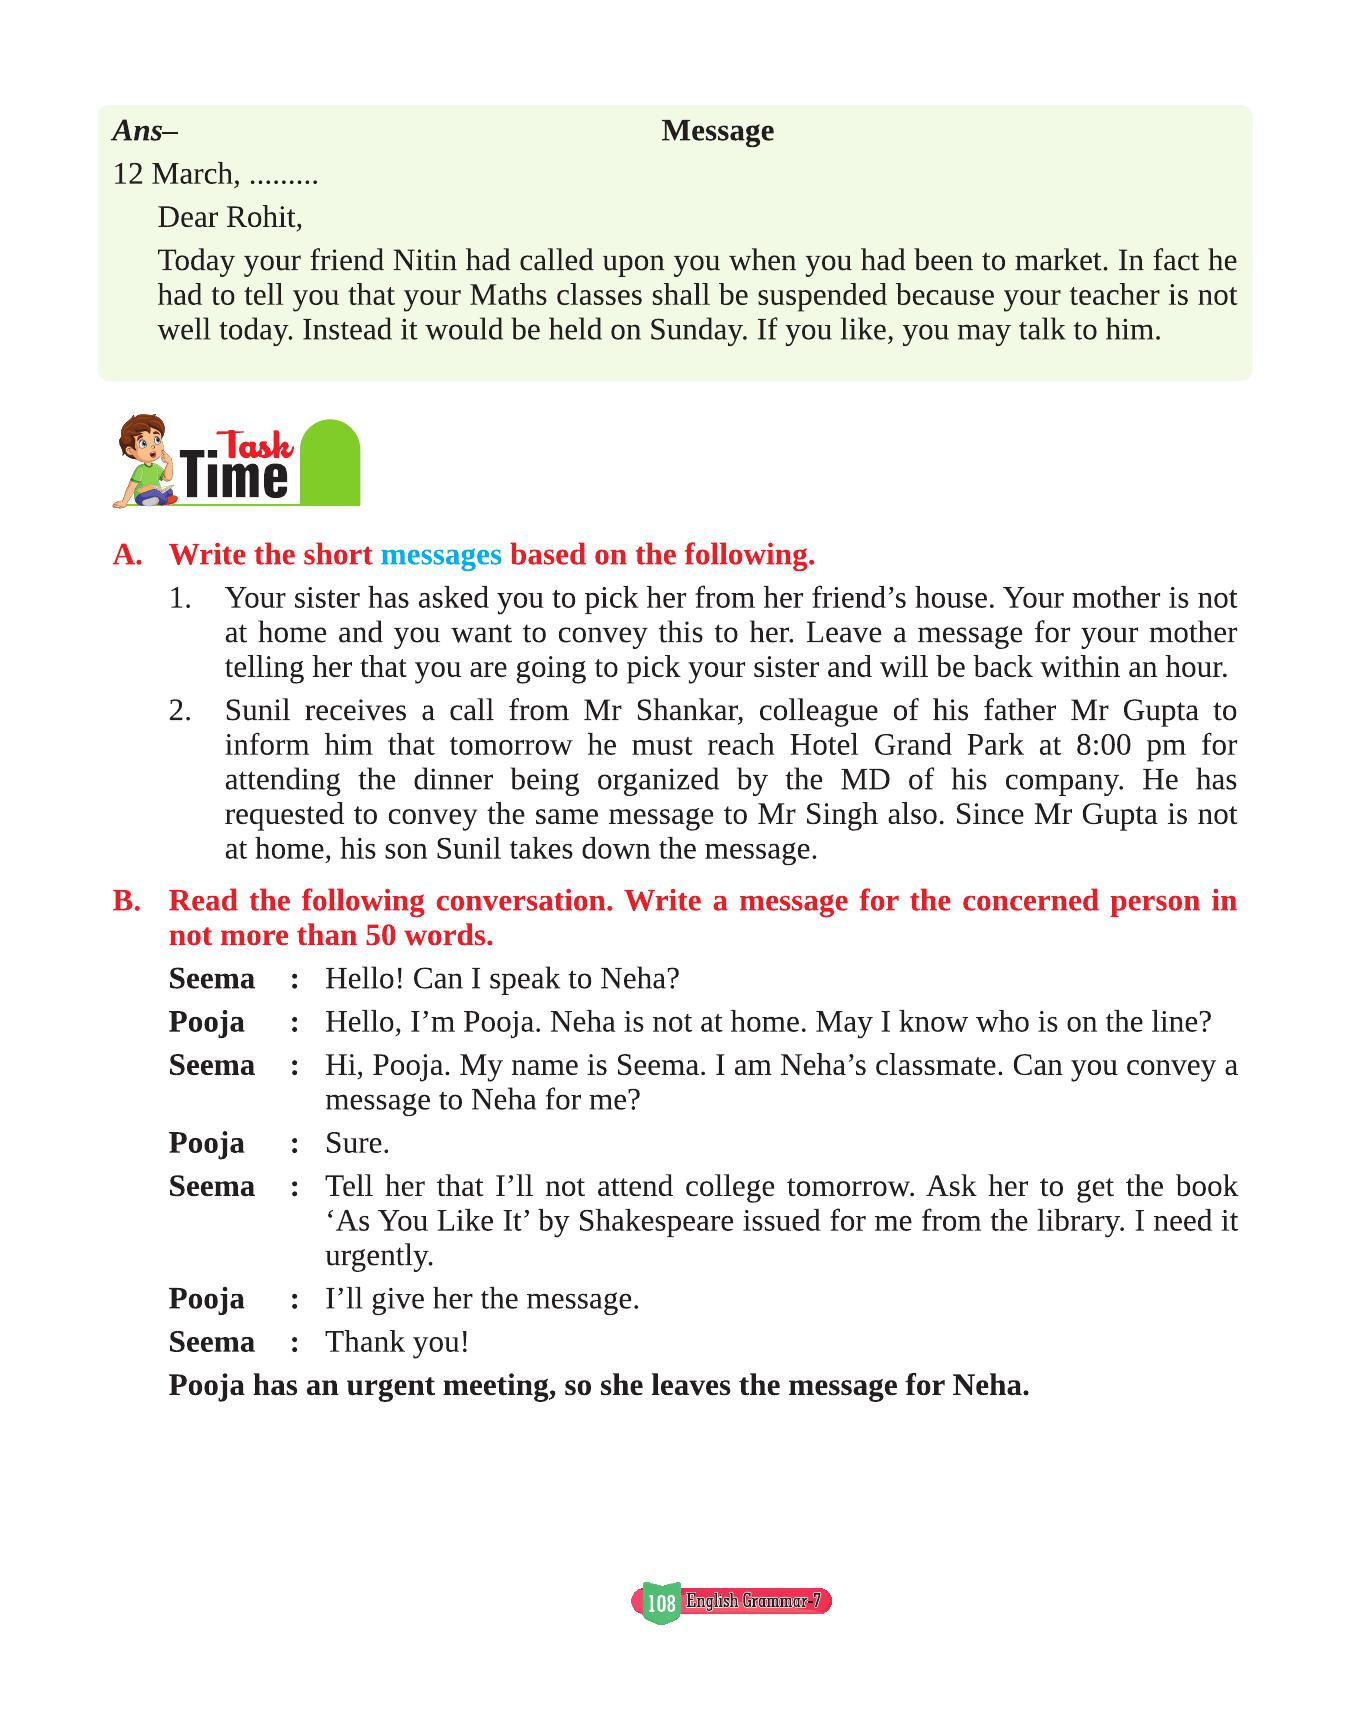 Ans– Message
12 March, .........
Dear Rohit,
Today your friend Nitin had called upon you when you had been to market. In fact he
had to tell you that your Maths classes shall be suspended because your teacher is not
well today. Instead it would be held on Sunday. If you like, you may talk to him.
Task
Time
A. Write the short messages based on the following.
1. Your sister has asked you to pick her from her friend’s house. Your mother is not
at home and you want to convey this to her. Leave a message for your mother
telling her that you are going to pick your sister and will be back within an hour.
2. Sunil receives a call from Mr Shankar, colleague of his father Mr Gupta to
inform him that tomorrow he must reach Hotel Grand Park at 8:00 pm for
attending the dinner being organized by the MD of his company. He has
requested to convey the same message to Mr Singh also. Since Mr Gupta is not
at home, his son Sunil takes down the message.
B. Read the following conversation. Write a message for the concerned person in
not more than 50 words.
Seema : Hello! Can I speak to Neha?
Pooja : Hello, I’m Pooja. Neha is not at home. May I know who is on the line?
Seema : Hi, Pooja. My name is Seema. I am Neha’s classmate. Can you convey a
message to Neha for me?
Pooja : Sure.
Seema : Tell her that I’ll not attend college tomorrow. Ask her to get the book
‘As You Like It’ by Shakespeare issued for me from the library. I need it
urgently.
Pooja : I’ll give her the message.
Seema : Thank you!
Pooja has an urgent meeting, so she leaves the message for Neha.
108 English Grammar-7